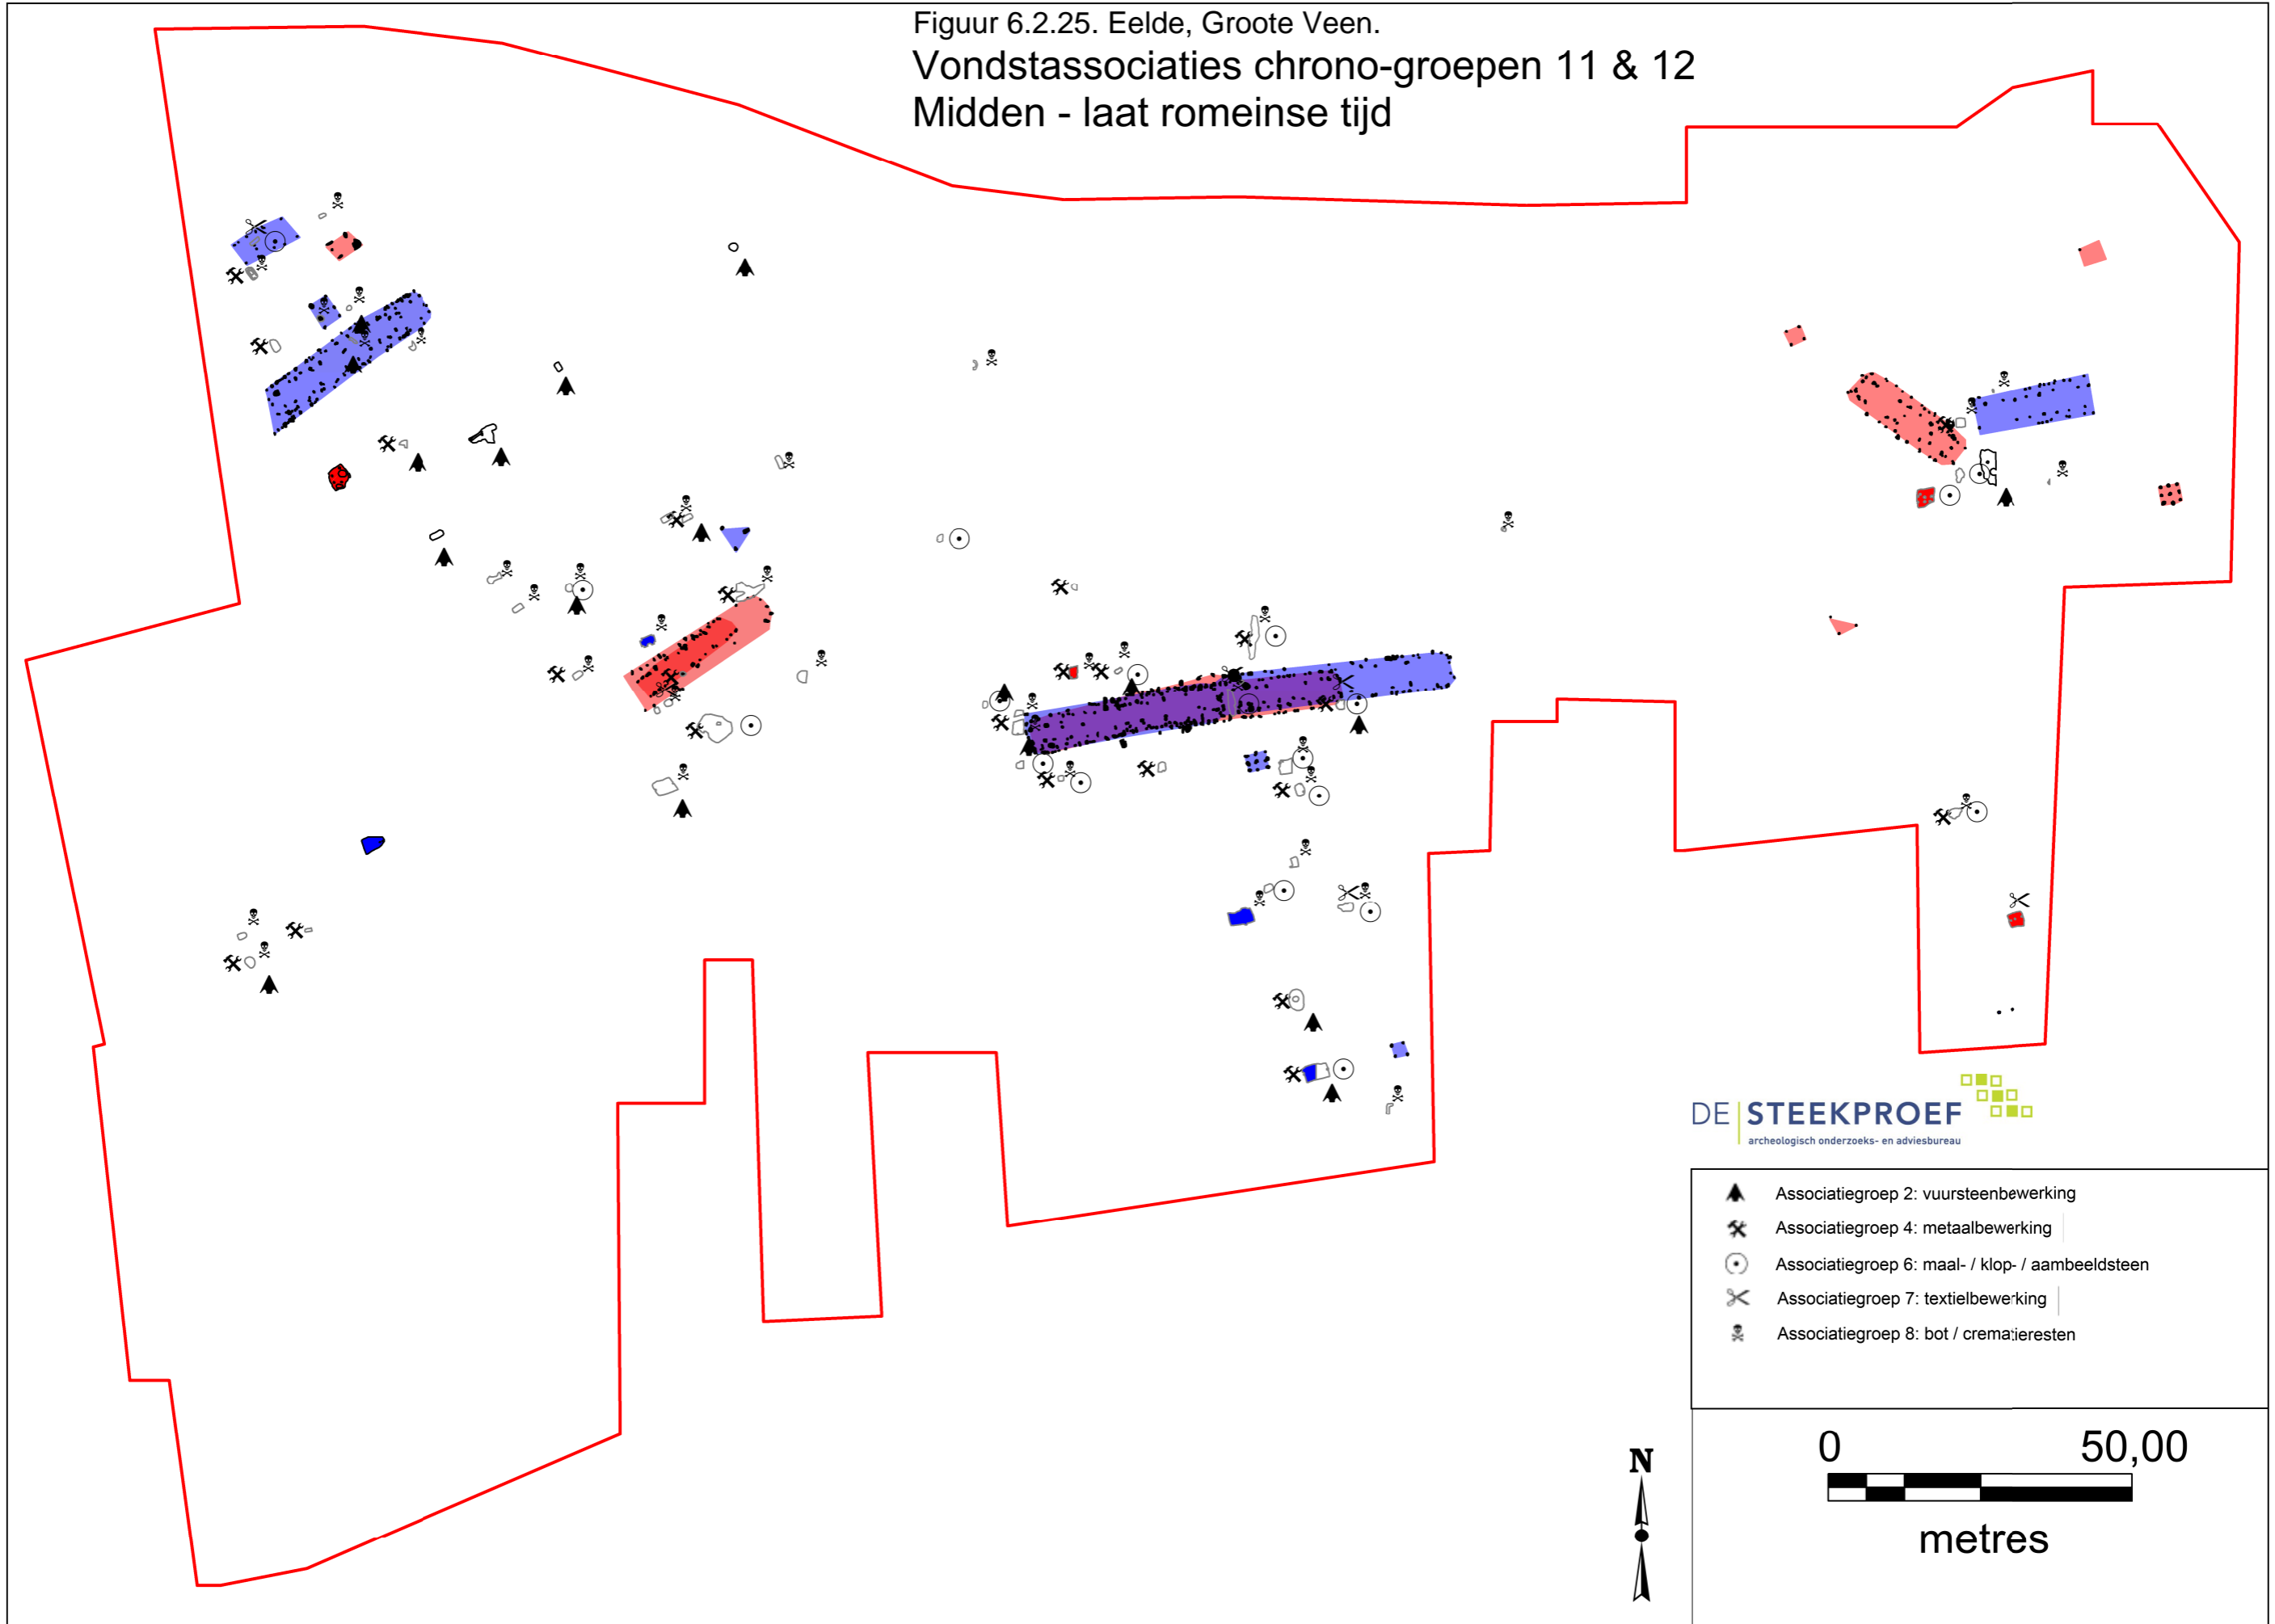 Figuur 6.2.25. Eelde, Groote Veen.
Vondstassociaties chrono-groepen 11 & 12
Midden - laat romeinse tijd
DE STEEKPROEF
archeologisch onderzoeks- en adviesbureau
Associatiegroep 2: vuursteenbewerking
Associatiegroep 4: metaalbewerking
Associatiegroep 6: maal- / klop- / aambeeldsteen
Associatiegroep 7: textielbewerking
Associatiegroep 8: bot / crematieresten
N
0 50,00
metres